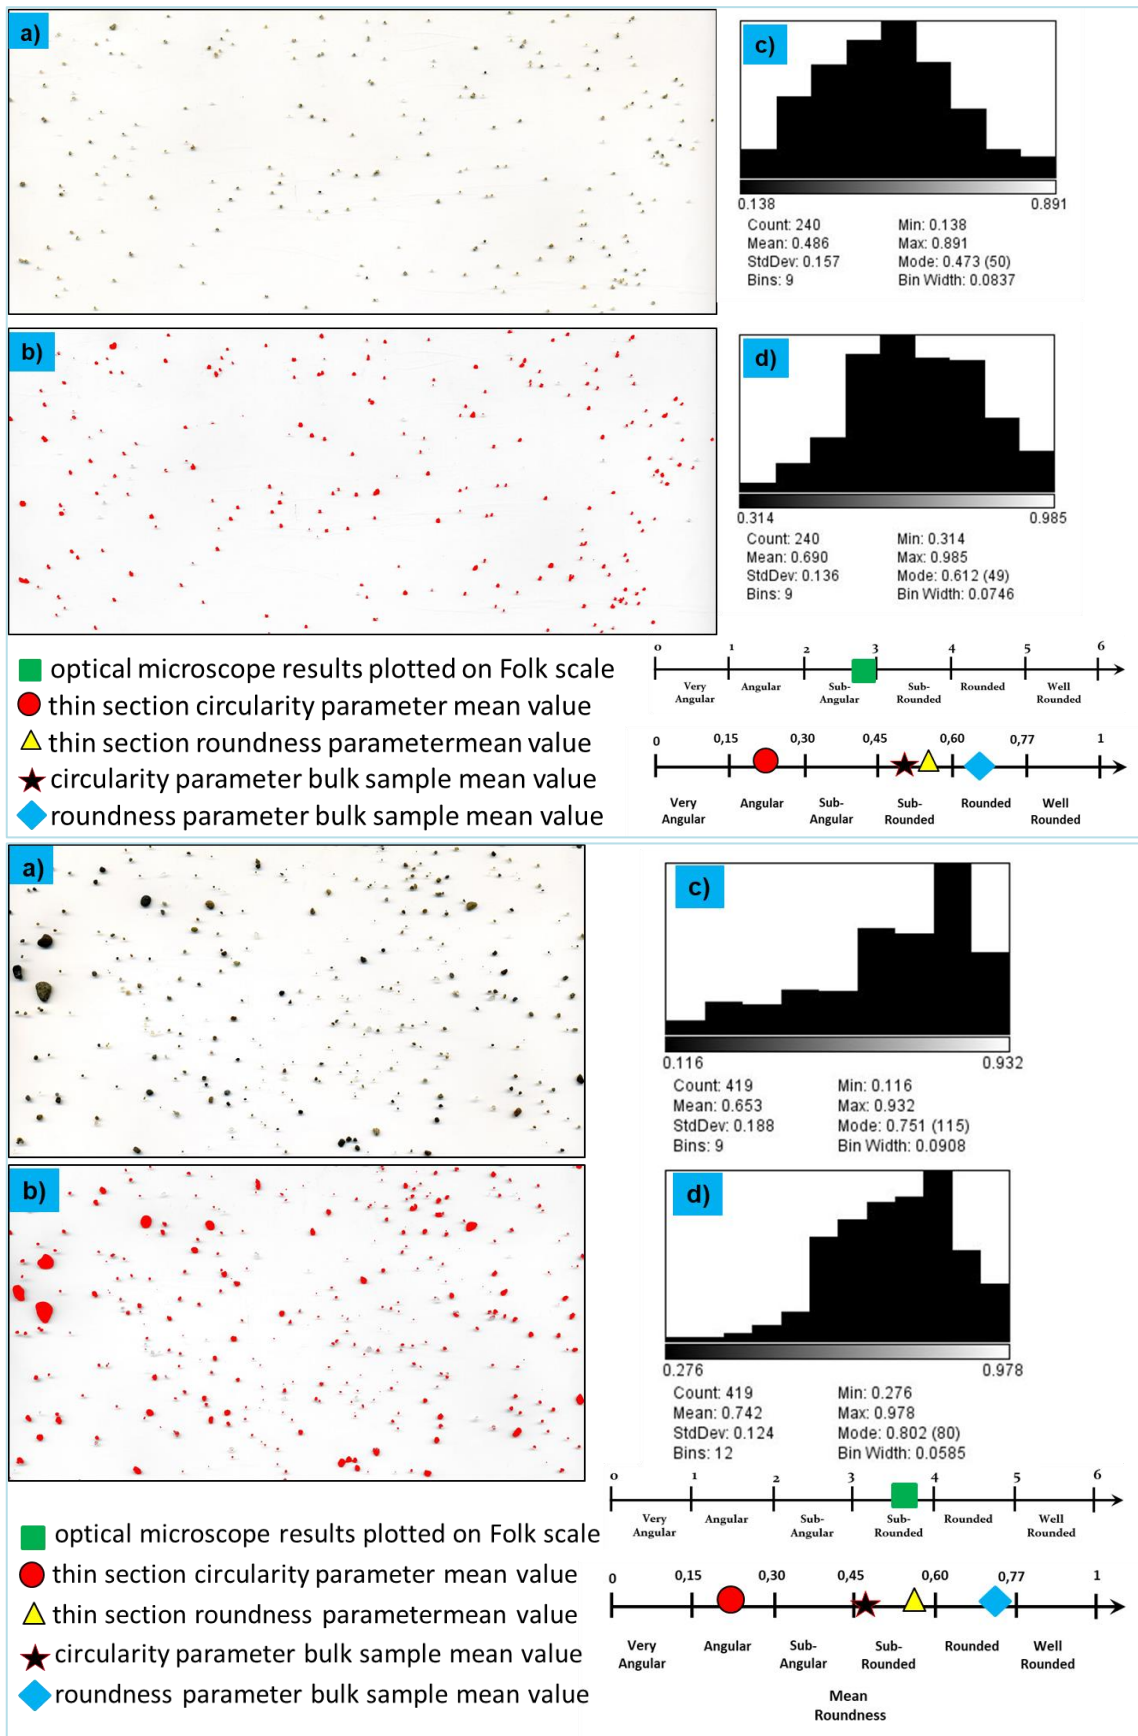 a)
c)
0.138 0.891
Count: 240 Min: 0.138
Mean: 0.486 Max: 0.891
StdDev: 0.157 Mode: 0.473 (50)
Bins: 9 Bin Width: 0.0837
b)
d)
0.314 0.985
Count: 240 Min: 0.314
Mean: 0.690 Max: 0.985
StdDev: 0.136 Mode: 0.612 (49)
Bins: 9 Bin Width: 0.0746
optical microscope results plotted on Folk scale
thin section circularity parameter mean value
thin section roundness parametermean value
circularity parameter bulk sample mean value
roundness parameter bulk sample mean value
0 1 2 3 4 5 6
Very Angular Sub- Sub- Rounded Well
Angular Angular Rounded Rounded
0 0,15 0,30 0,45 0,60 0,77 1
Very Angular Sub- Sub- Rounded Well
Angular Angular Rounded Rounded
a)
c)
0.116 0.932
Count: 419 Min: 0.116
Mean: 0.653 Max: 0.932
StdDev: 0.188 Mode: 0.751 (115)
Bins: 9 Bin Width: 0.0908
b)
d)
0.276 0.978
Count: 419 Min: 0.276
Mean: 0.742 Max: 0.978
StdDev: 0.124 Mode: 0.802 (80)
Bins: 12 Bin Width: 0.0585
0 1 2 3 4 5 6
Very Angular Sub- Sub- Rounded Well
Angular Angular Rounded Rounded
optical microscope results plotted on Folk scale
thin section circularity parameter mean value
thin section roundness parametermean value
circularity parameter bulk sample mean value
roundness parameter bulk sample mean value
0 0,15 0,30 0,45 0,60 0,77 1
Very Angular Sub- Sub- Rounded Well
Angular Angular Rounded Rounded
Mean
Roundness